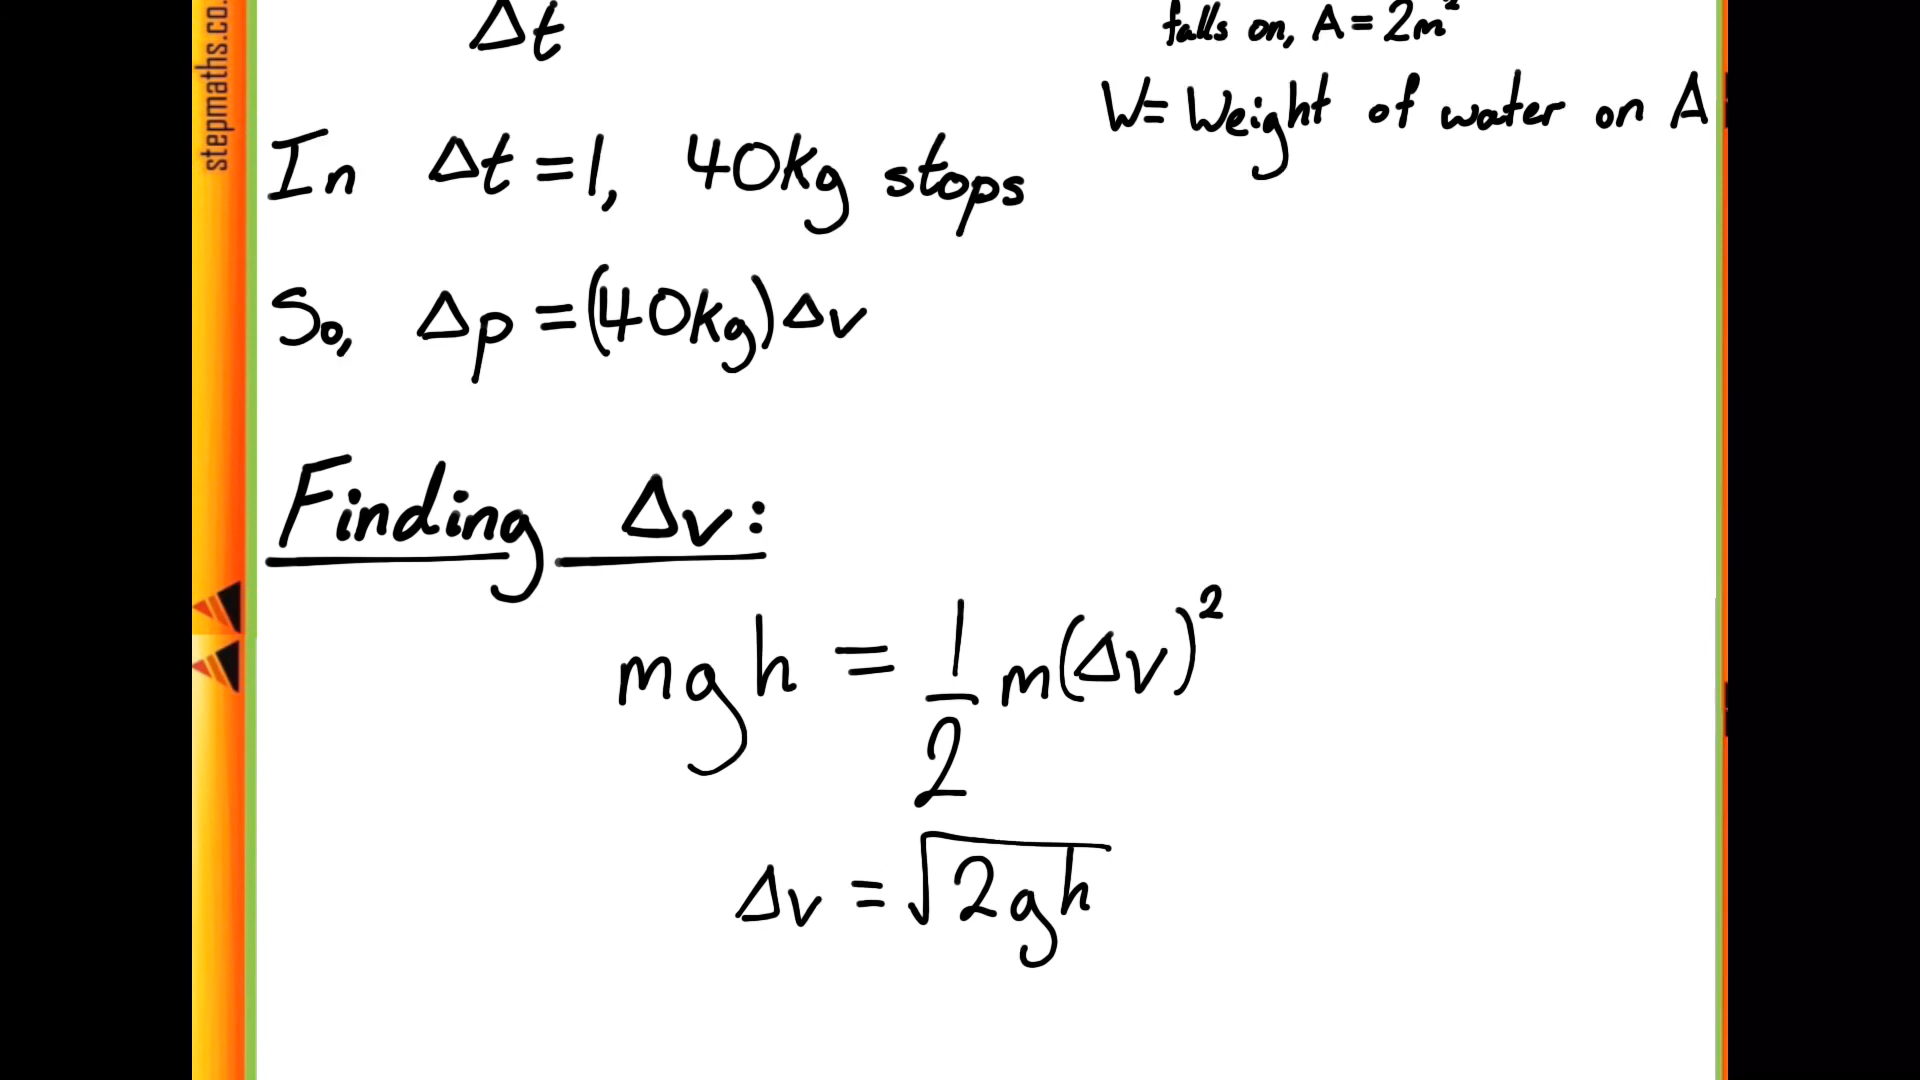 stepmaths.co.
Δt
falls on, A = 2m²
W = Weight of water on A
In Δt = 1, 40kg stops
So, Δp = (40kg)Δv
Finding Δv:
mgh = 1/2 m(Δv)²
Δv = √2gh